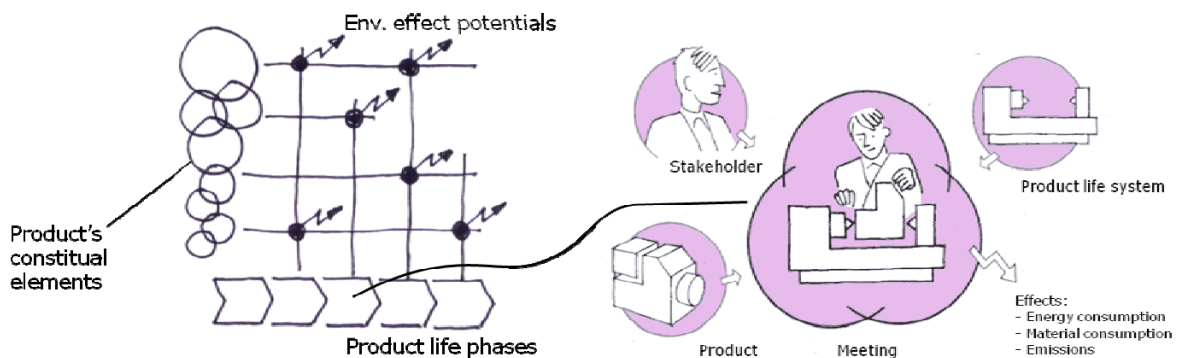 Env. effect potentials
Product's
constitual
elements
Product life phases
Stakeholder
Product life system
Product
Meeting
Effects:
- Energy consumption
- Material consumption
- Emissions